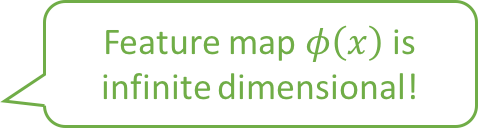 Feature map 𝜙(𝑥) is
infinite dimensional!